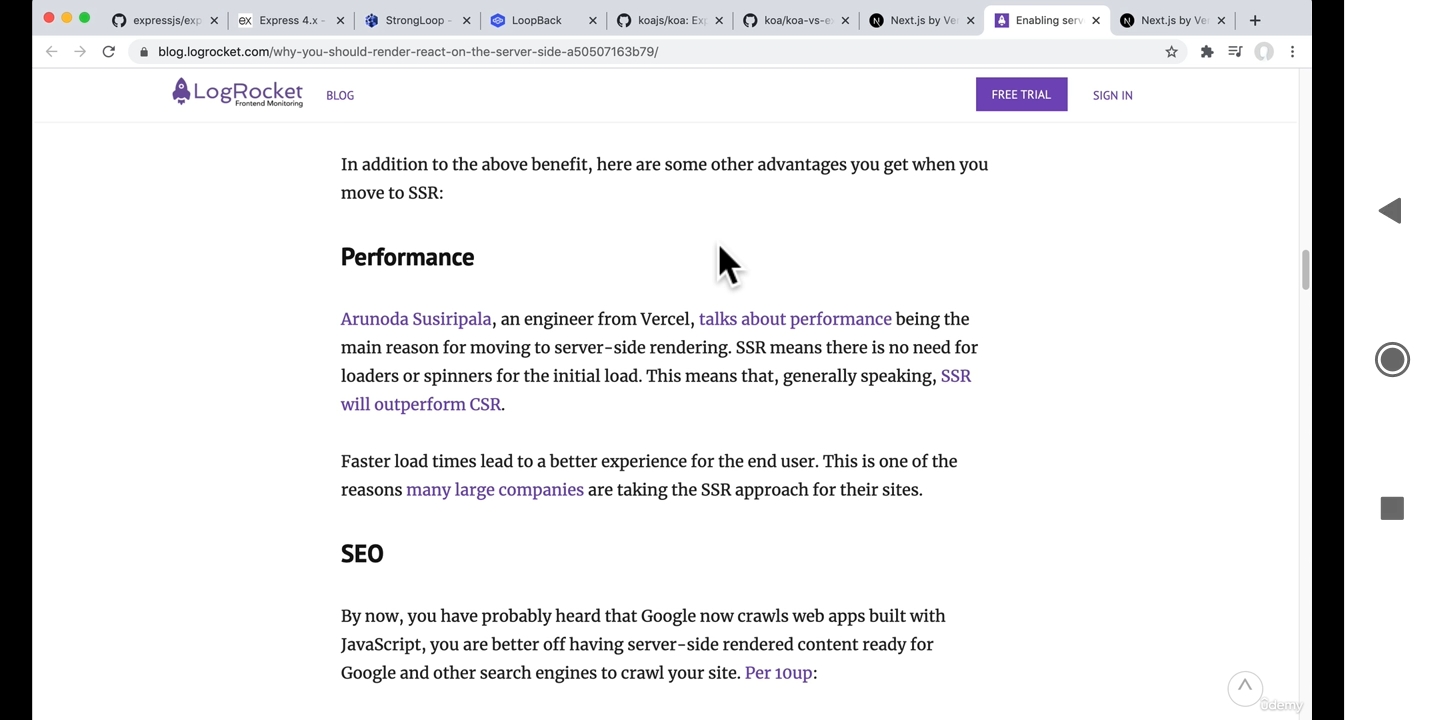 expressjs/exp
Express 4.x -
StrongLoop -
LoopBack
koajs/koa: Exp
koa/koa-vs-ex
Next.js by Ver
Enabling serv
Next.js by Ver
blog.logrocket.com/why-you-should-render-react-on-the-server-side-a50507163b79/
LogRocket
Frontend Monitoring
BLOG
FREE TRIAL
SIGN IN
In addition to the above benefit, here are some other advantages you get when you
move to SSR:
Performance
Arunoda Susiripala, an engineer from Vercel, talks about performance being the
main reason for moving to server-side rendering. SSR means there is no need for
loaders or spinners for the initial load. This means that, generally speaking, SSR
will outperform CSR.
Faster load times lead to a better experience for the end user. This is one of the
reasons many large companies are taking the SSR approach for their sites.
SEO
By now, you have probably heard that Google now crawls web apps built with
JavaScript, you are better off having server-side rendered content ready for
Google and other search engines to crawl your site. Per 10up:
ûdemy